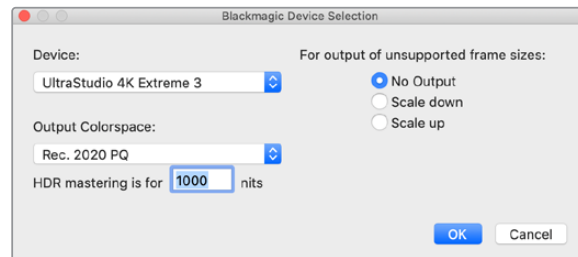 Blackmagic Device Selection
Device:
UltraStudio 4K Extreme 3
Output Colorspace:
Rec. 2020 PQ
HDR mastering is for 1000 nits
For output of unsupported frame sizes:
No Output
Scale down
Scale up
OK Cancel